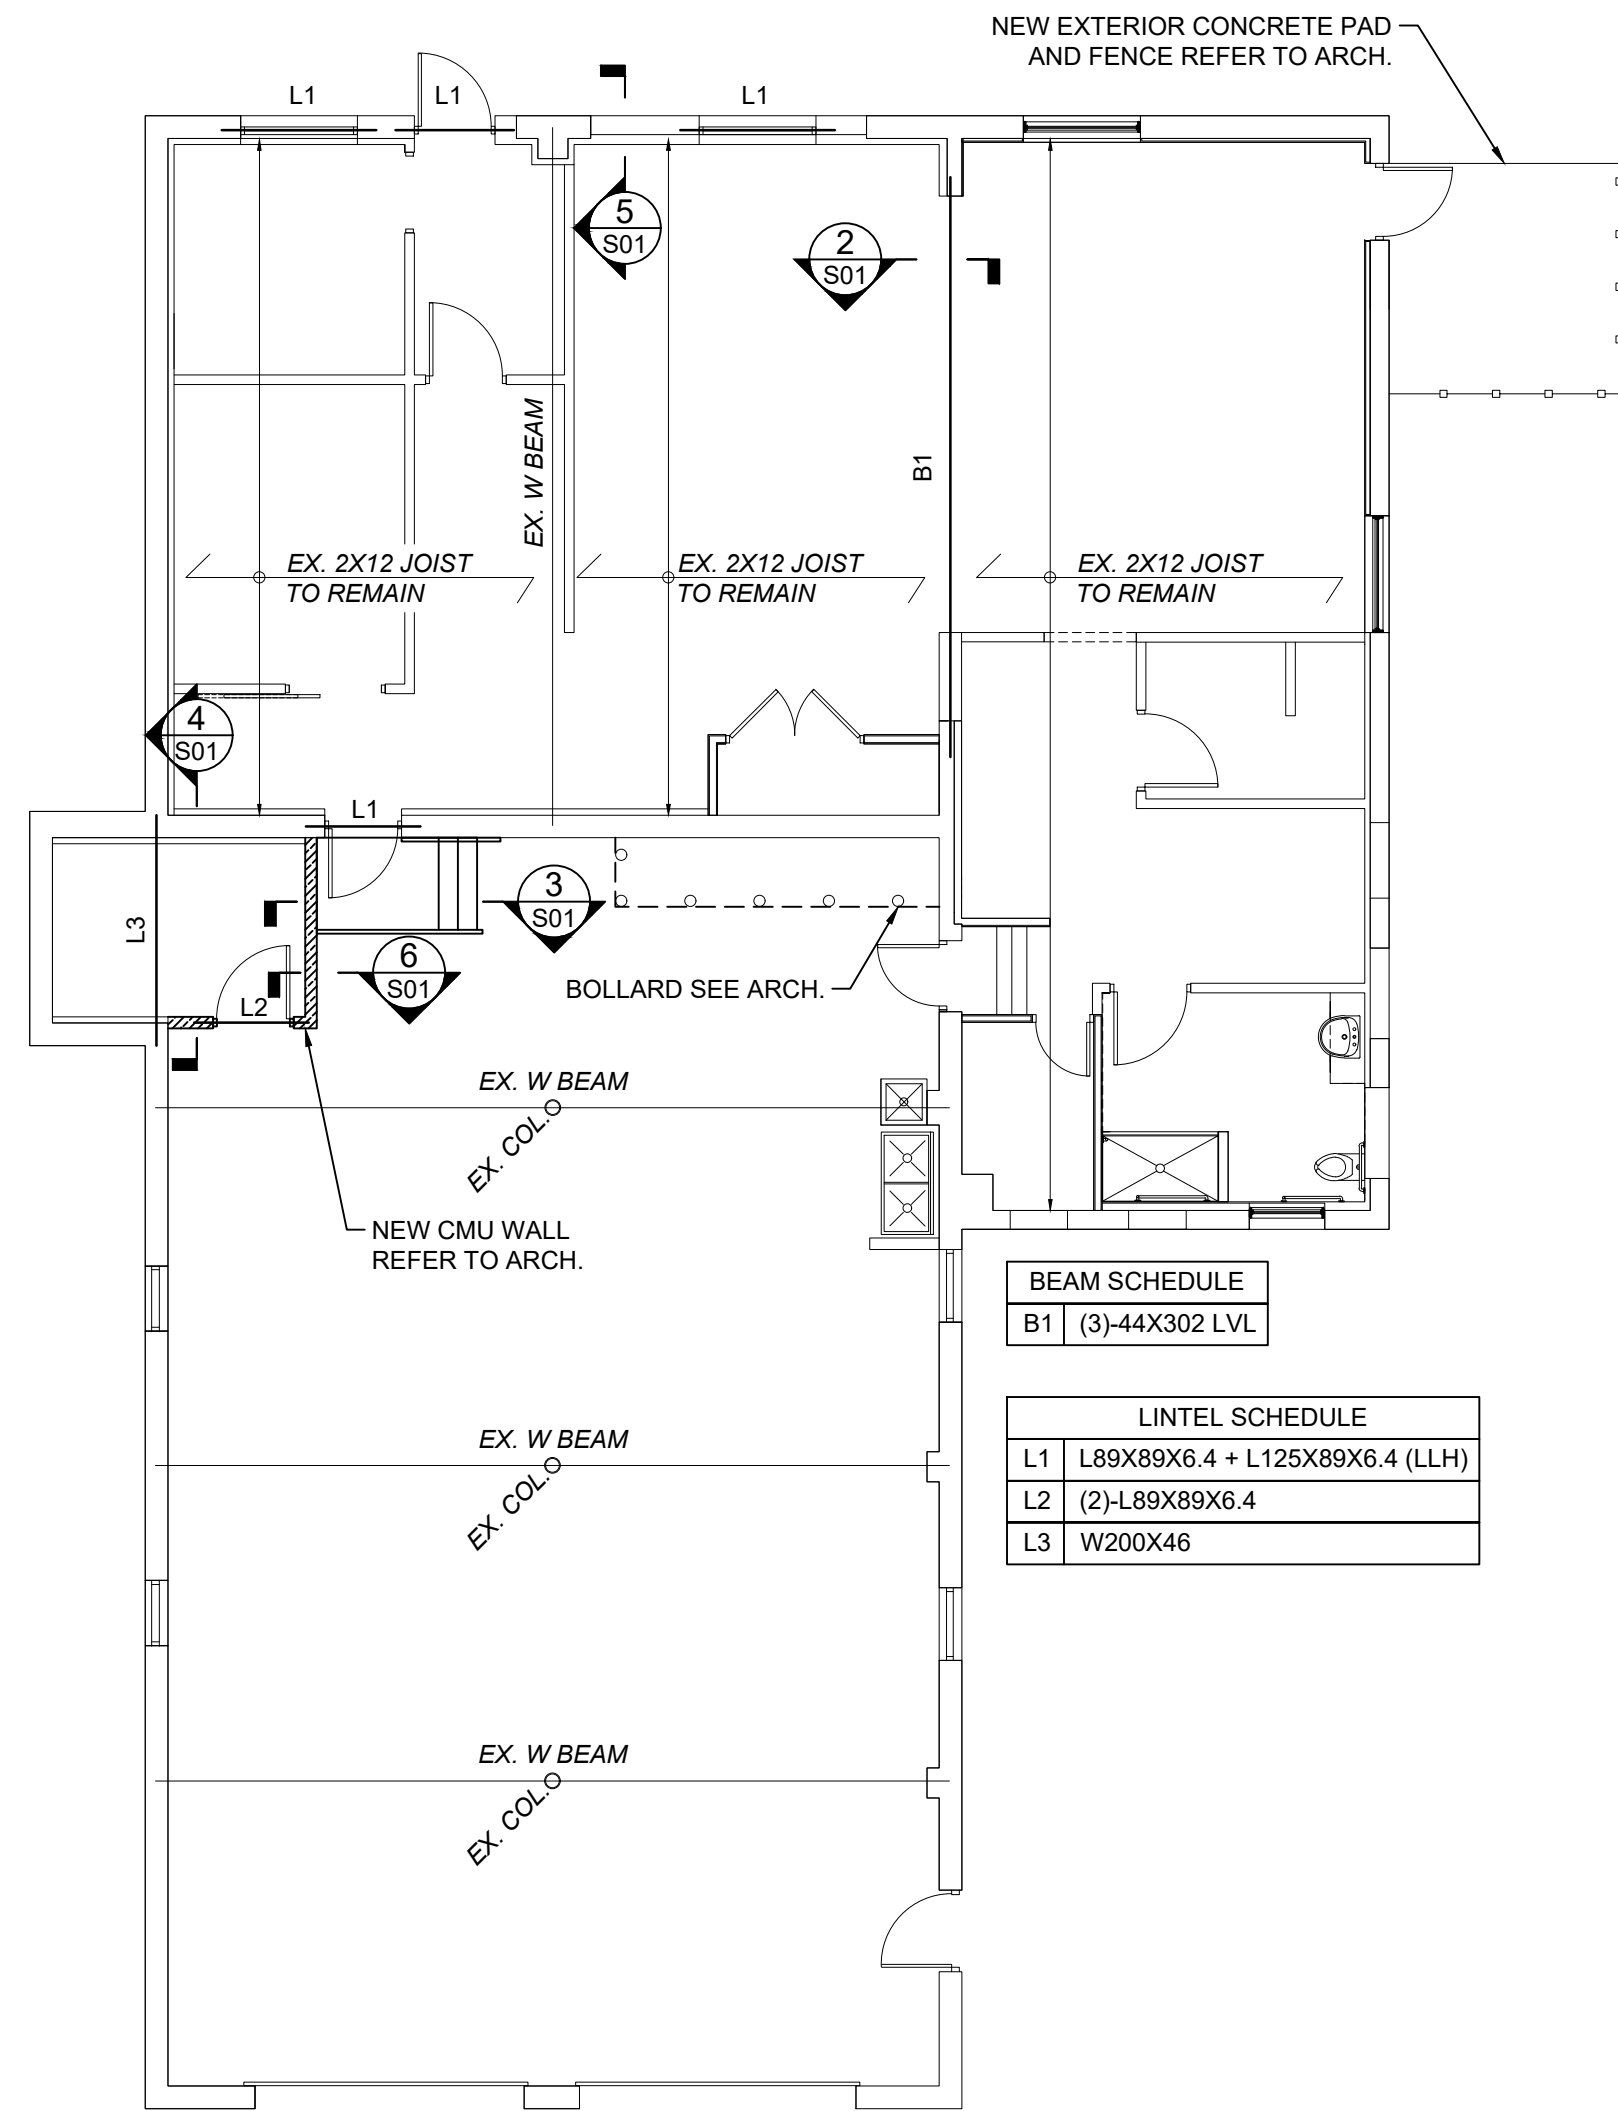 NEW EXTERIOR CONCRETE PAD
AND FENCE REFER TO ARCH.
L1
L1
L1
5
S01
2
S01
EX. W BEAM
B1
EX. 2X12 JOIST
TO REMAIN
EX. 2X12 JOIST
TO REMAIN
EX. 2X12 JOIST
TO REMAIN
4
S01
L1
L3
3
S01
6
S01
L2
BOLLARD SEE ARCH.
EX. W BEAM
EX. COL.
NEW CMU WALL
REFER TO ARCH.
BEAM SCHEDULE
B1 (3)-44X302 LVL
LINTEL SCHEDULE
L1 L89X89X6.4 + L125X89X6.4 (LLH)
L2 (2)-L89X89X6.4
L3 W200X46
EX. W BEAM
EX. COL.
EX. W BEAM
EX. COL.